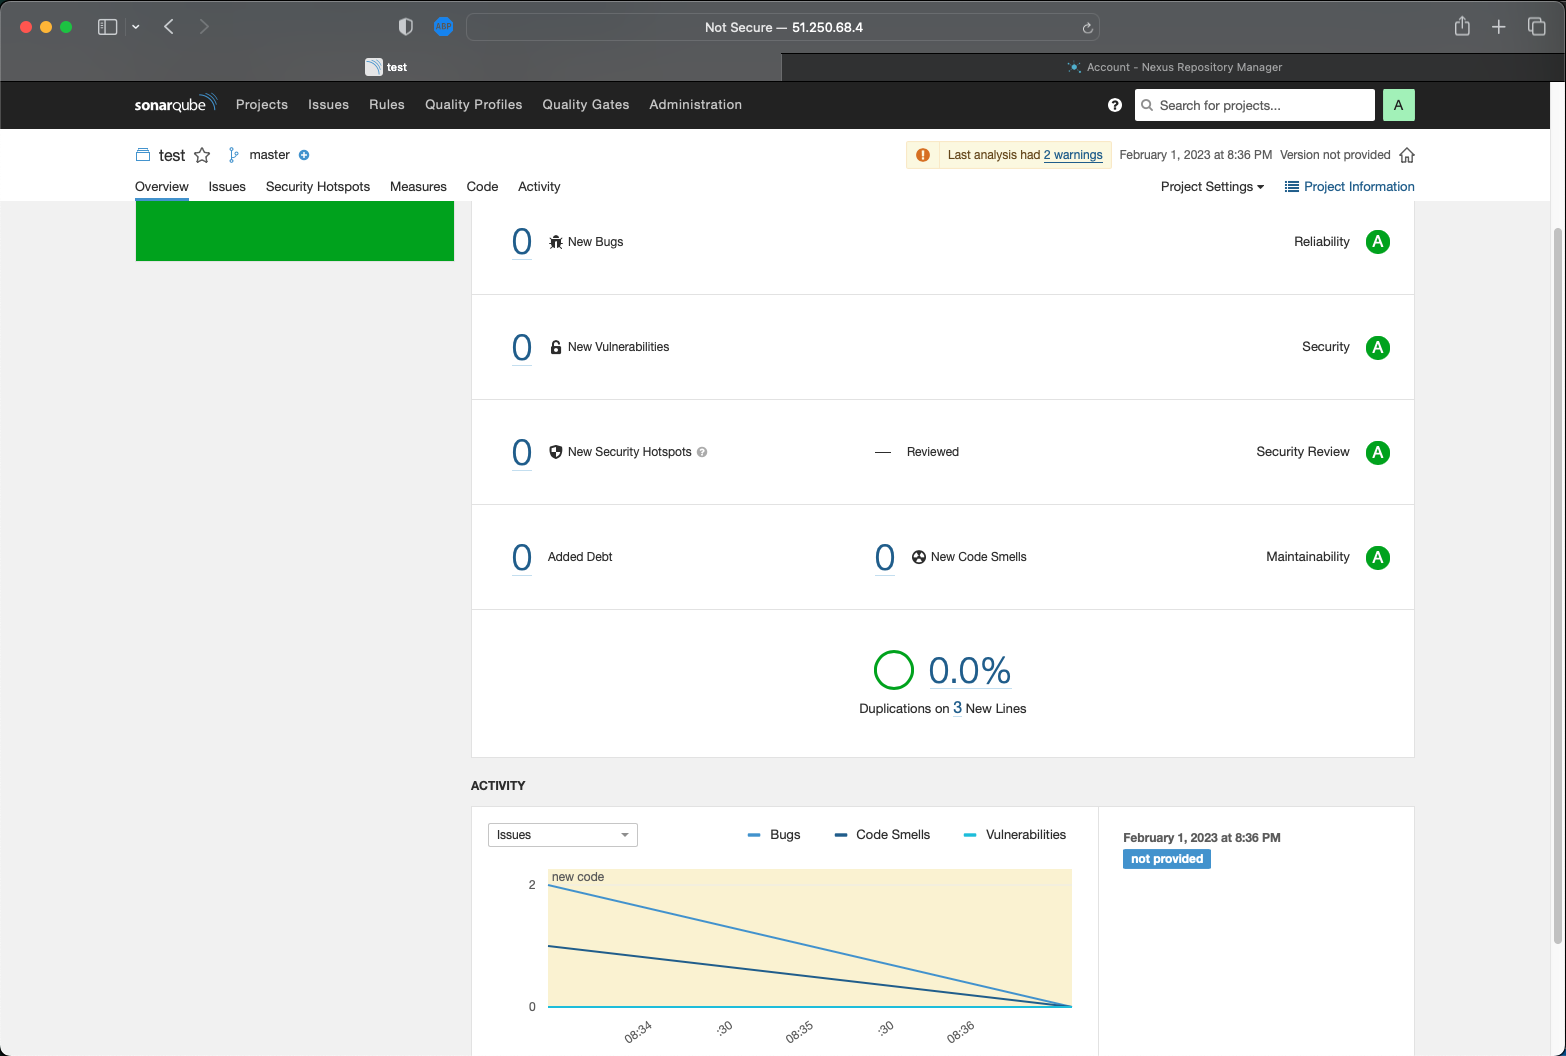 Not Secure — 51.250.68.4
test
Account - Nexus Repository Manager
sonarqube Projects Issues Rules Quality Profiles Quality Gates Administration
Search for projects...
A
test master
Last analysis had 2 warnings February 1, 2023 at 8:36 PM Version not provided
Overview Issues Security Hotspots Measures Code Activity
Project Settings Project Information
0 New Bugs Reliability A
0 New Vulnerabilities Security A
0 New Security Hotspots ? — Reviewed Security Review A
0 Added Debt 0 New Code Smells Maintainability A
0.0%
Duplications on 3 New Lines
ACTIVITY
Issues
Bugs Code Smells Vulnerabilities
new code
2
0
08:34 :30 08:35 :30 08:36
February 1, 2023 at 8:36 PM
not provided